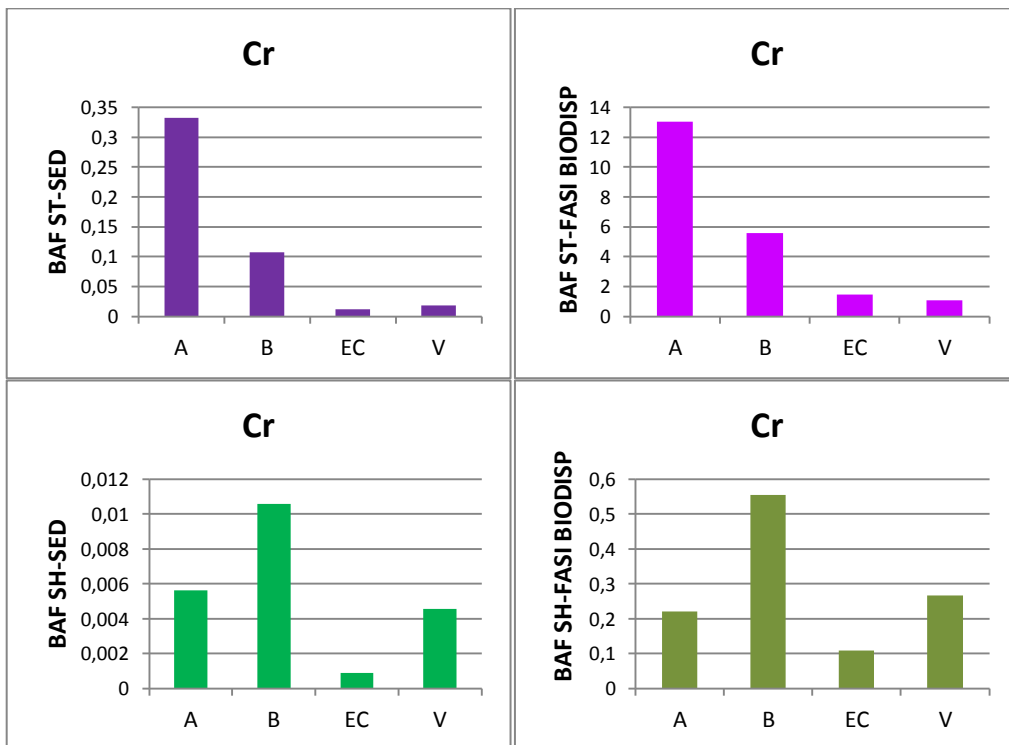 Cr
BAF ST-SED
0,35
0,3
0,25
0,2
0,15
0,1
0,05
0
A B EC V
Cr
BAF ST-FASI BIODISP
14
12
10
8
6
4
2
0
A B EC V
Cr
BAF SH-SED
0,012
0,01
0,008
0,006
0,004
0,002
0
A B EC V
Cr
BAF SH-FASI BIODISP
0,6
0,5
0,4
0,3
0,2
0,1
0
A B EC V